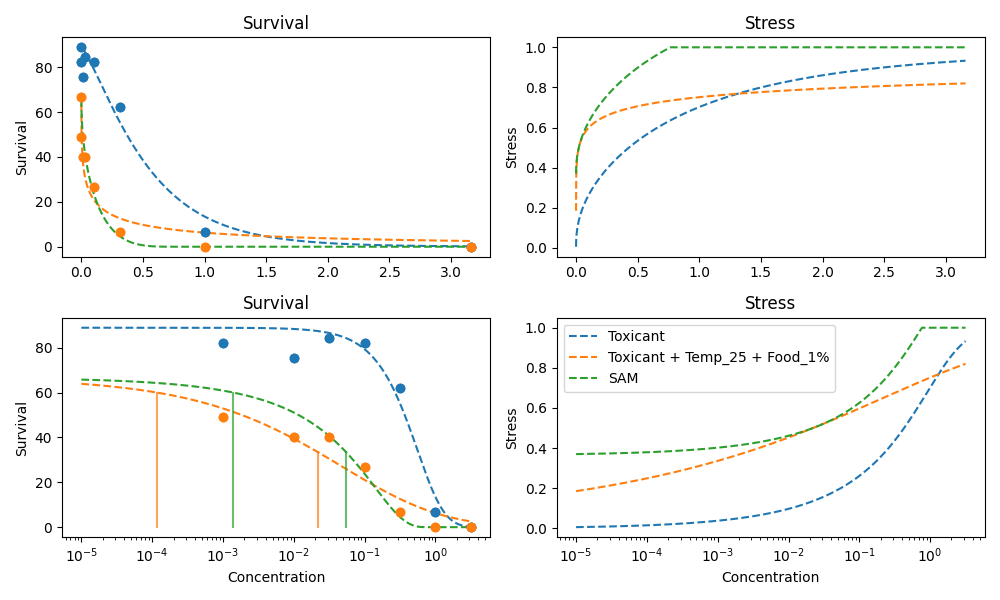 Survival
Survival
80
60
40
20
0
0.0 0.5 1.0 1.5 2.0 2.5 3.0
Stress
Stress
1.0
0.8
0.6
0.4
0.2
0.0
0.0 0.5 1.0 1.5 2.0 2.5 3.0
Survival
Survival
80
60
40
20
0
10⁻⁵ 10⁻⁴ 10⁻³ 10⁻² 10⁻¹ 10⁰
Concentration
Stress
Stress
1.0
0.8
0.6
0.4
0.2
0.0
Toxicant
Toxicant + Temp_25 + Food_1%
SAM
10⁻⁵ 10⁻⁴ 10⁻³ 10⁻² 10⁻¹ 10⁰
Concentration